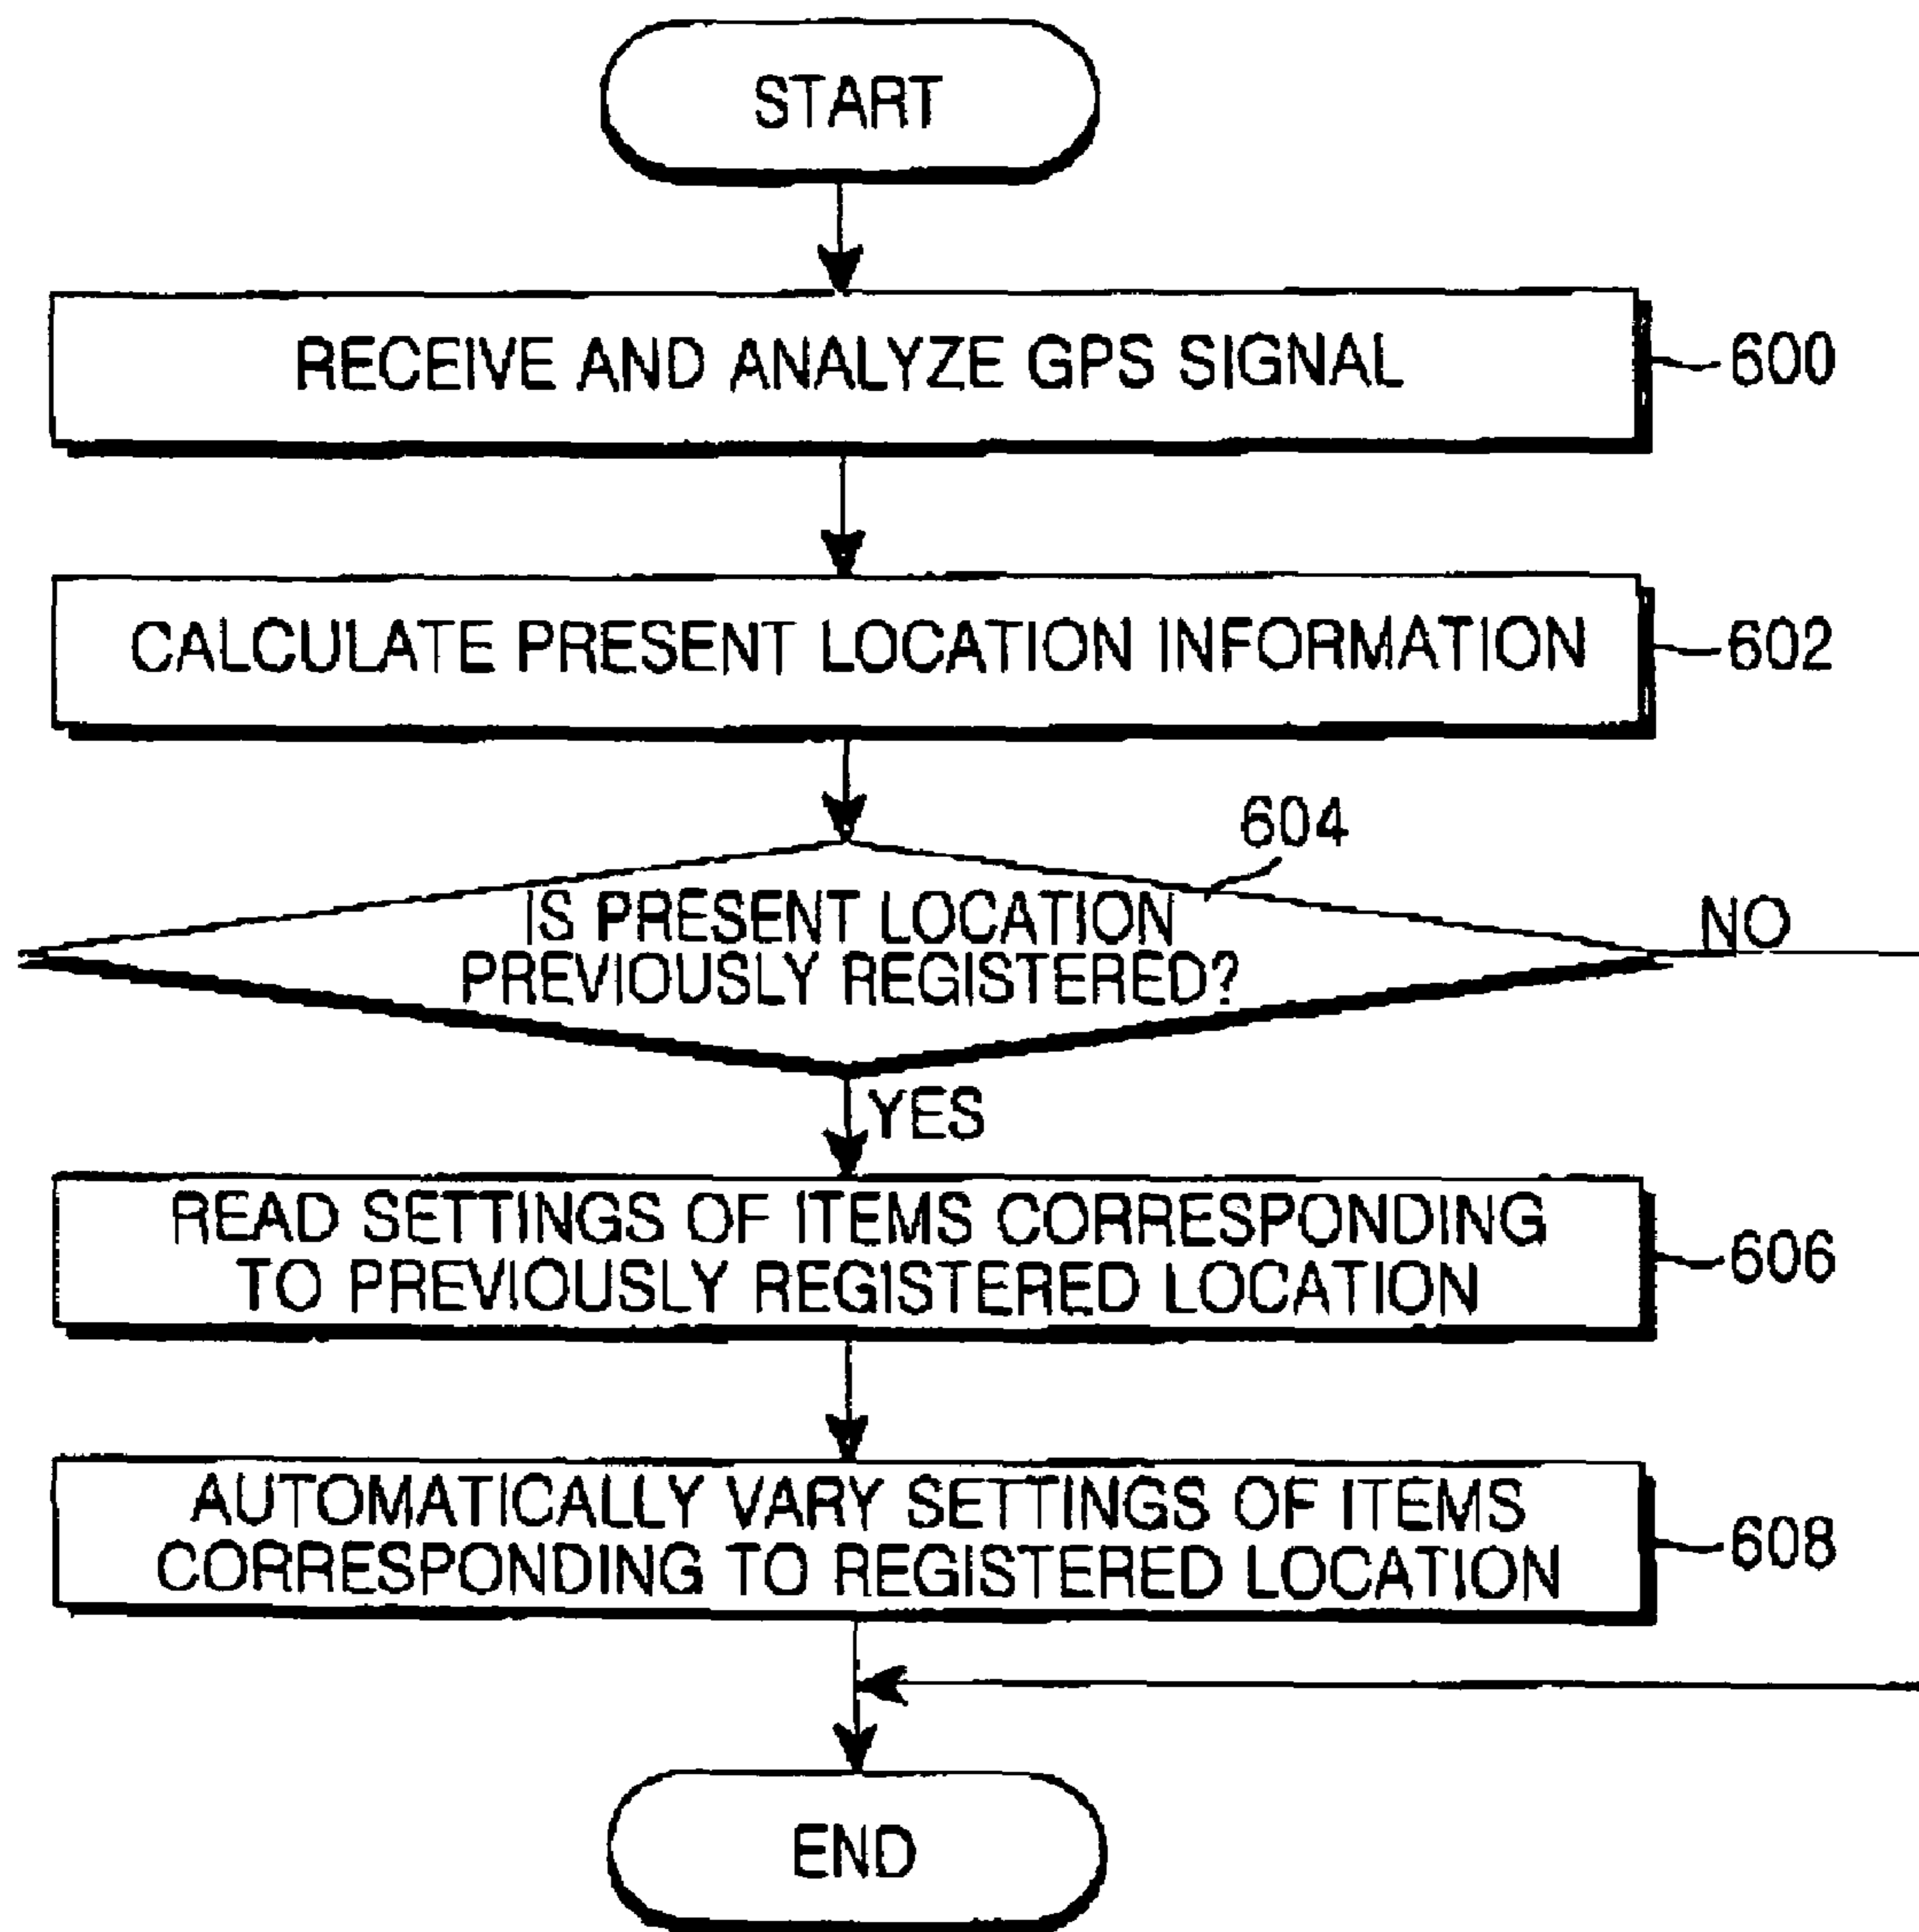 START
RECEIVE AND ANALYZE GPS SIGNAL
600
CALCULATE PRESENT LOCATION INFORMATION
602
604
IS PRESENT LOCATION
PREVIOUSLY REGISTERED?
NO
YES
READ SETTINGS OF ITEMS CORRESPONDING
TO PREVIOUSLY REGISTERED LOCATION
606
AUTOMATICALLY VARY SETTINGS OF ITEMS
CORRESPONDING TO REGISTERED LOCATION
608
END